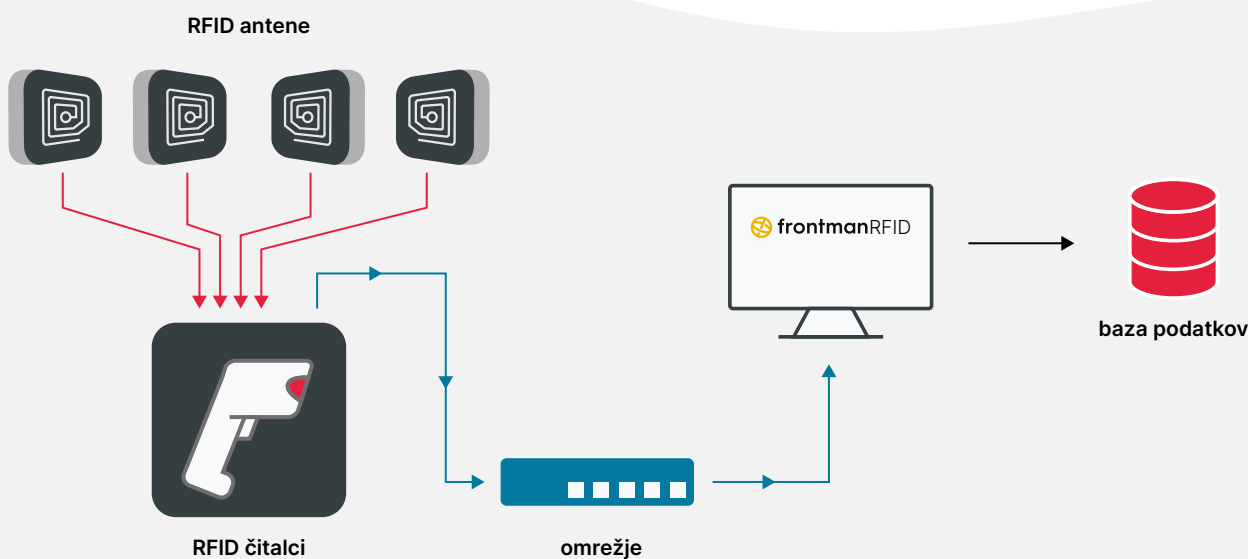 RFID antene
frontmanRFID
baza podatkov
RFID čitalci
omrežje